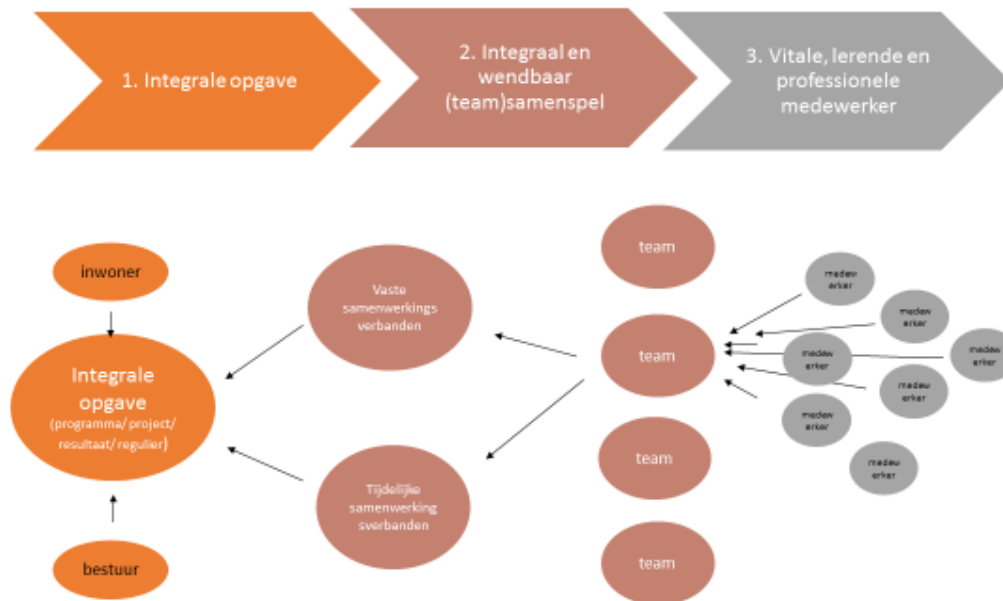 1. Integrale opgave
2. Integraal en
wendbaar
(team)samenspel
3. Vitale, lerende en
professionele
medewerker
inwoner
Integrale
opgave
(programma/project/
resultaat/regulier)
bestuur
Vaste
samenwerkings
verbanden
Tijdelijke
samenwerking
sverbanden
team
team
team
team
medew
erker
medew
erker
medew
erker
medew
erker
medew
erker
medew
erker
medew
erker